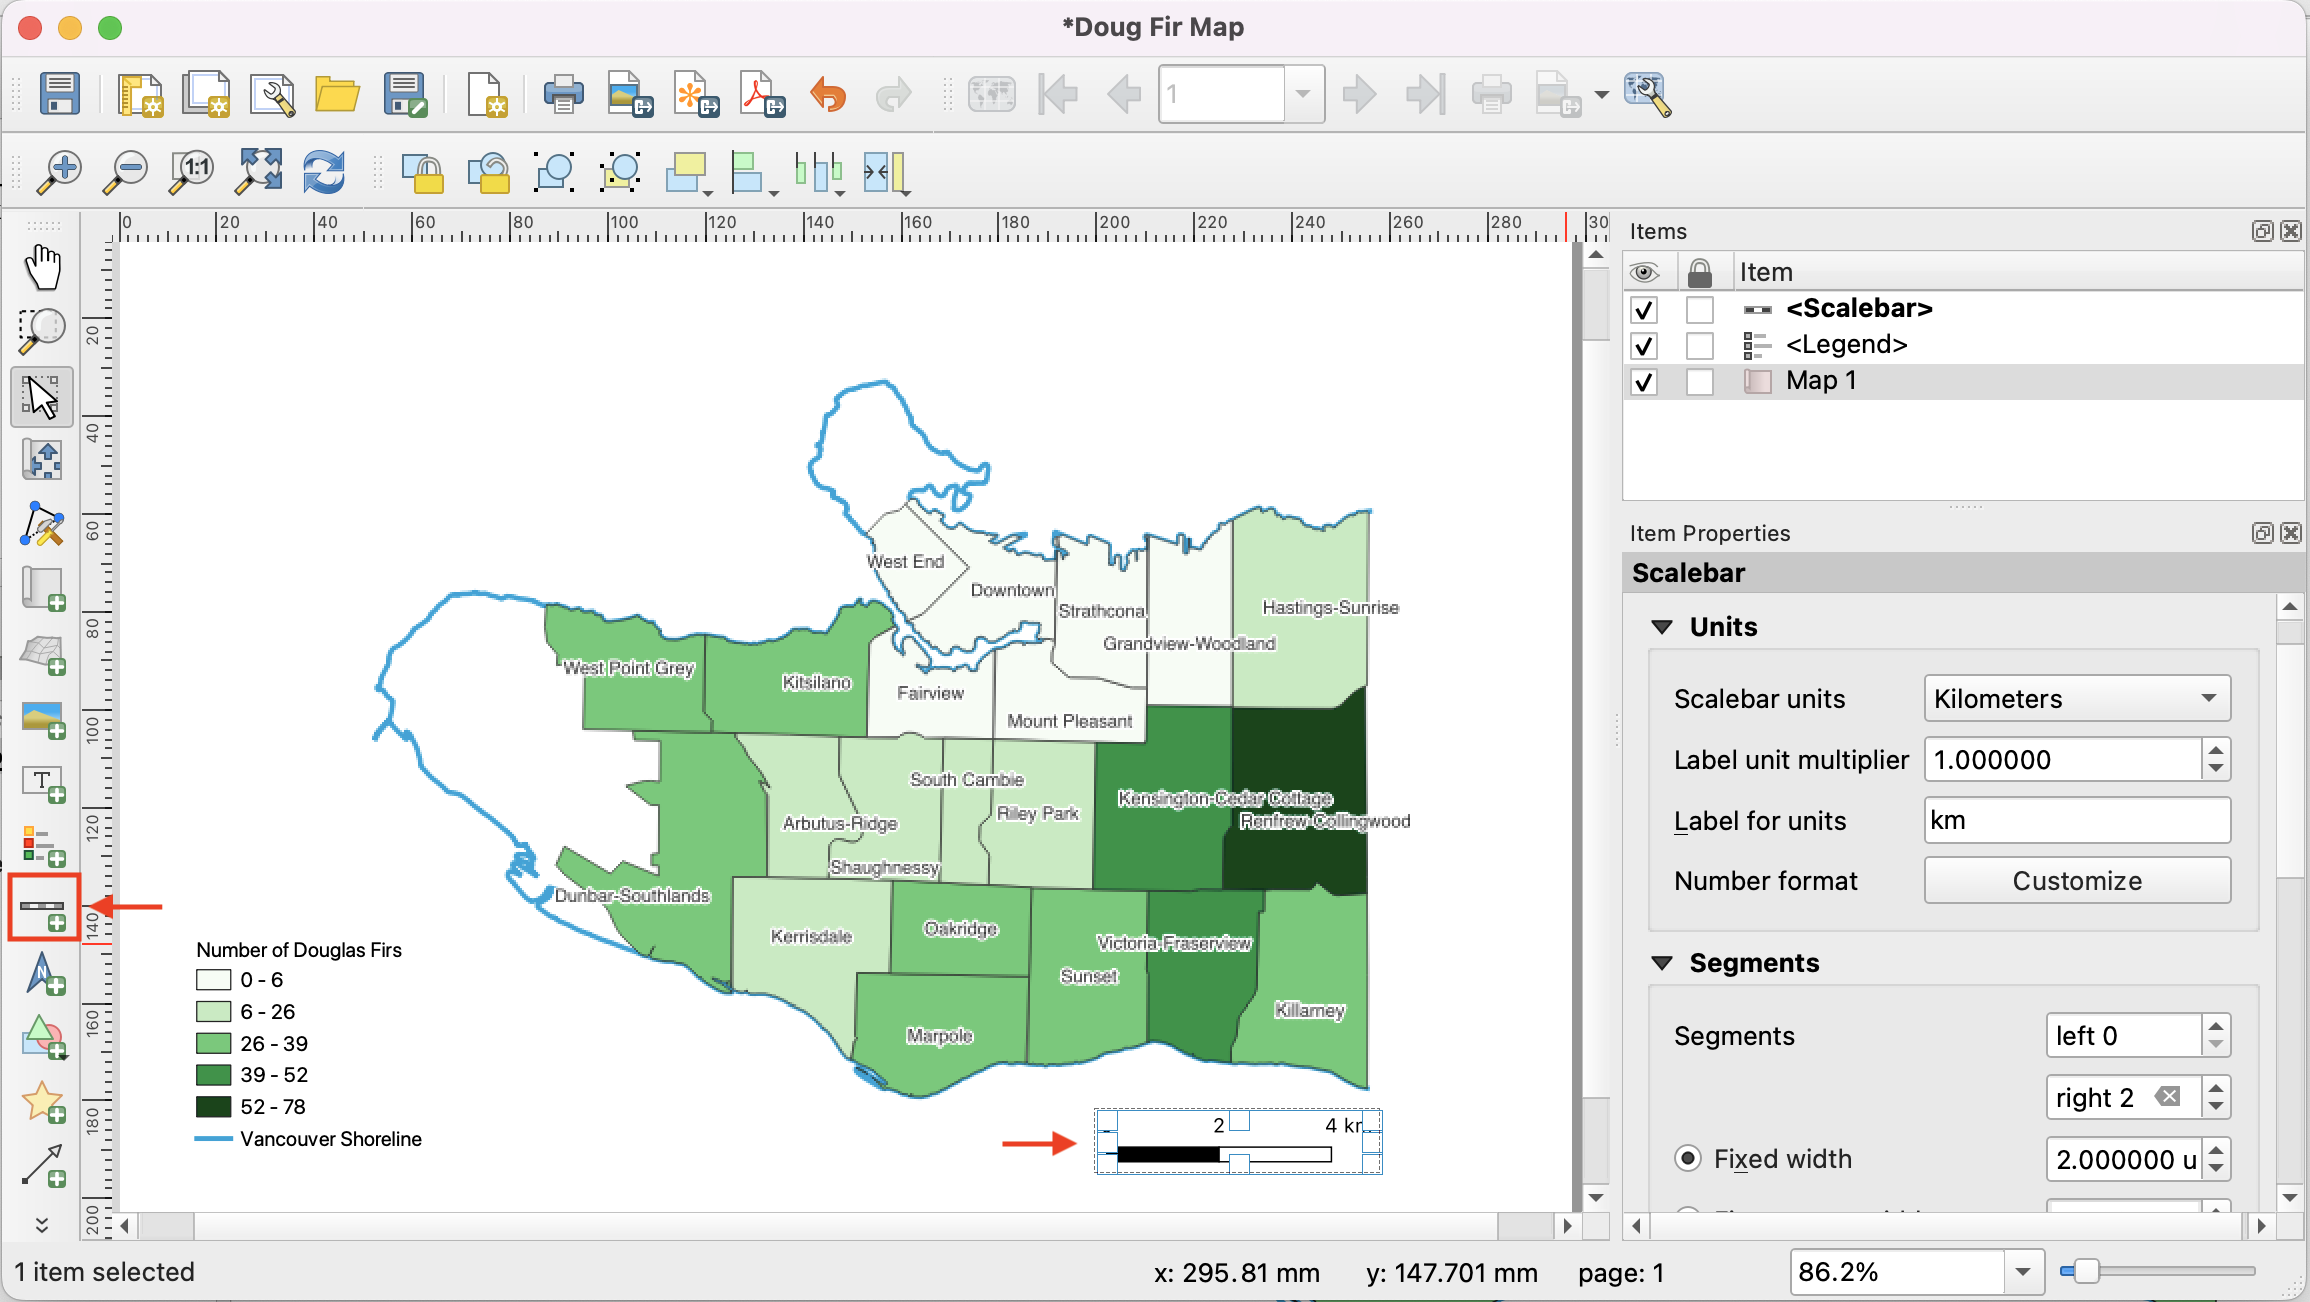 *Doug Fir Map
1
1:1
0 20 40 60 80 100 120 140 160 180 200 220 240 260 280 30
20
40
60
80
100
120
140
160
180
200
T
N
West End
Downtown
Strathcona
Hastings-Sunrise
Grandview-Woodland
West Point Grey
Kitsilano
Fairview
Mount Pleasant
South Cambie
Kensington-Cedar Cottage
Riley Park
Arbutus-Ridge
Renfrew-Collingwood
Shaughnessy
Dunbar-Southlands
Kerrisdale
Oakridge
Victoria-Fraserview
Sunset
Killarney
Marpole
Number of Douglas Firs
0 - 6
6 - 26
26 - 39
39 - 52
52 - 78
Vancouver Shoreline
2 4 km
Items
Item
<Scalebar>
<Legend>
Map 1
Item Properties
Scalebar
Units
Scalebar units Kilometers
Label unit multiplier 1.000000
Label for units km
Number format Customize
Segments
Segments left 0
right 2
Fixed width 2.000000 u
1 item selected x: 295.81 mm y: 147.701 mm page: 1 86.2%